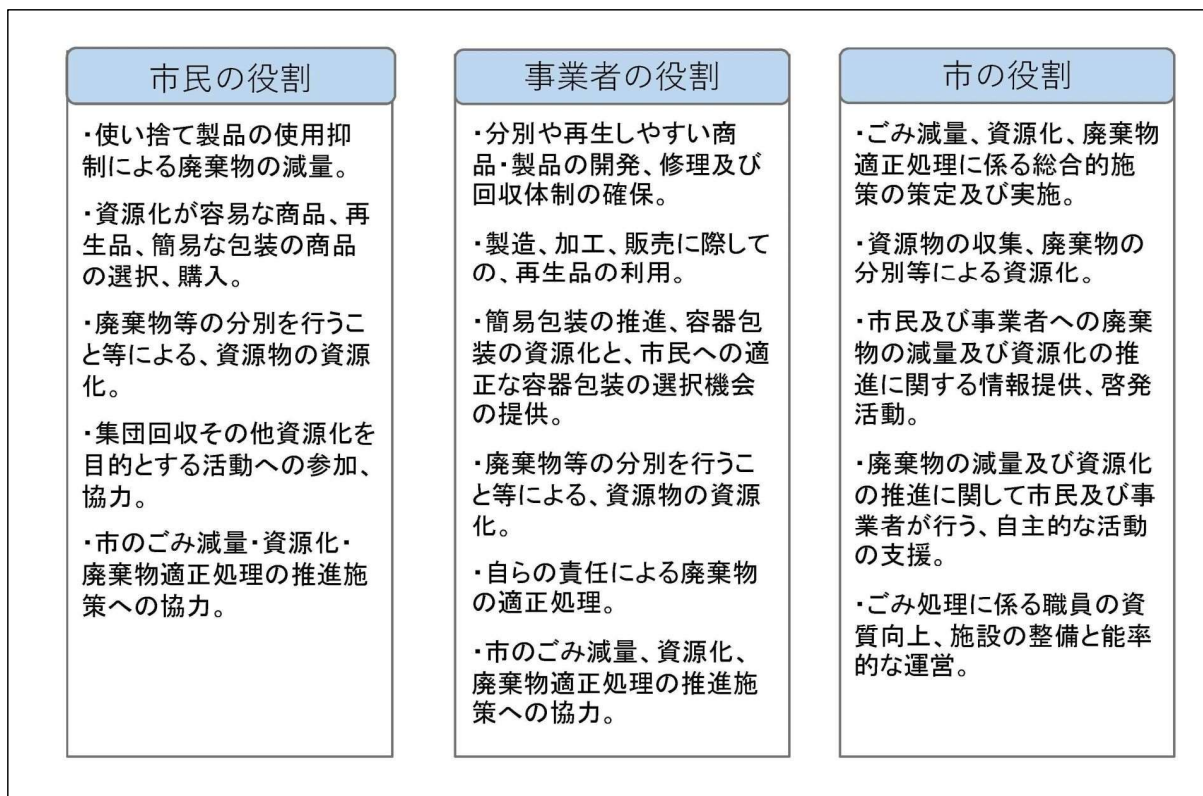 市民の役割
・使い捨て製品の使用抑
制による廃棄物の減量。
・資源化が容易な商品、再
生品、簡易な包装の商品
の選択、購入。
・廃棄物等の分別を行うこ
と等による、資源物の資源
化。
・集団回収その他資源化を
目的とする活動への参加、
協力。
・市のごみ減量・資源化・
廃棄物適正処理の推進施
策への協力。
事業者の役割
・分別や再生しやすい商
品・製品の開発、修理及び
回収体制の確保。
・製造、加工、販売に際して
の、再生品の利用。
・簡易包装の推進、容器包
装の資源化と、市民への適
正な容器包装の選択機会
の提供。
・廃棄物等の分別を行うこ
と等による、資源物の資源
化。
・自らの責任による廃棄物
の適正処理。
・市のごみ減量、資源化、
廃棄物適正処理の推進施
策への協力。
市の役割
・ごみ減量、資源化、廃棄物
適正処理に係る総合的施
策の策定及び実施。
・資源物の収集、廃棄物の
分別等による資源化。
・市民及び事業者への廃棄
物の減量及び資源化の推
進に関する情報提供、啓発
活動。
・廃棄物の減量及び資源化
の推進に関して市民及び事
業者が行う、自主的な活動
の支援。
・ごみ処理に係る職員の資
質向上、施設の整備と能率
的な運営。